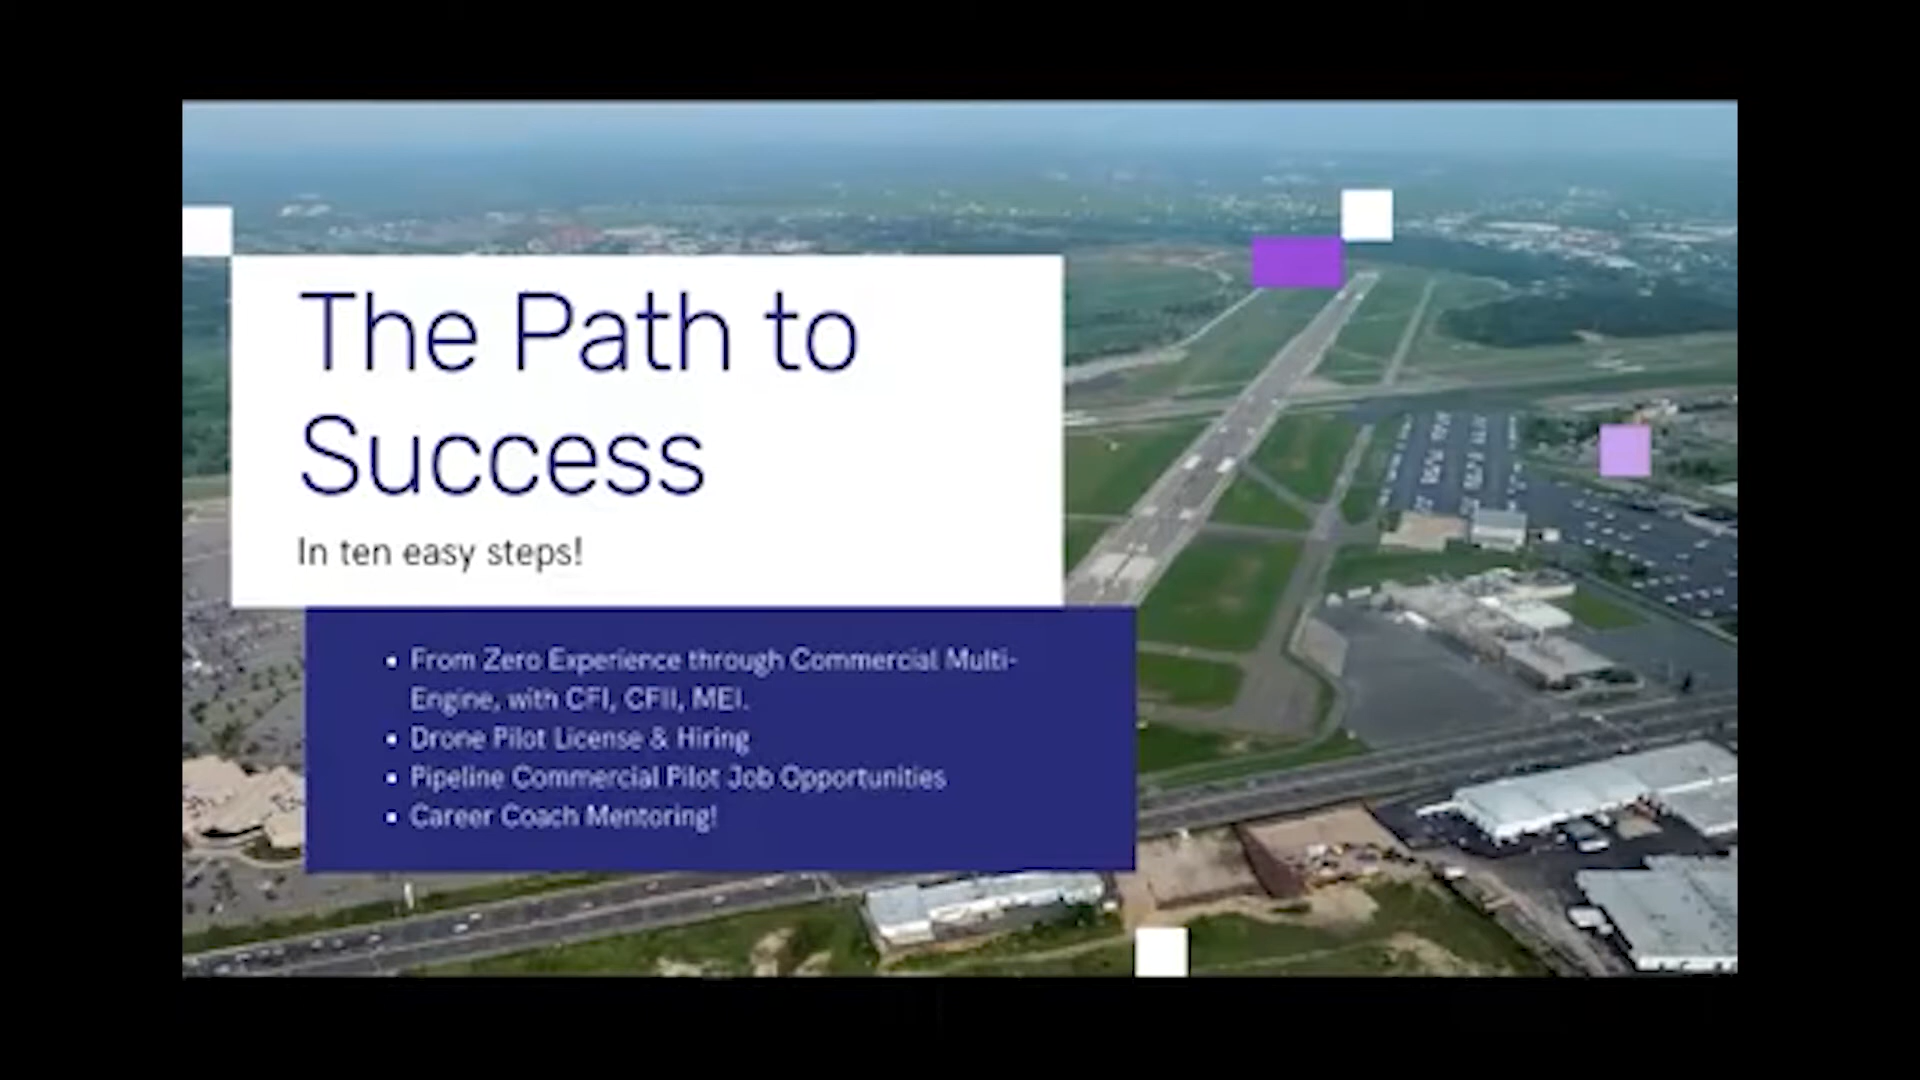 The Path to
Success
In ten easy steps!
• From Zero Experience through Commercial Multi-
Engine, with CFI, CFII, MEI.
• Drone Pilot License & Hiring
• Pipeline Commercial Pilot Job Opportunities
• Career Coach Mentoring!